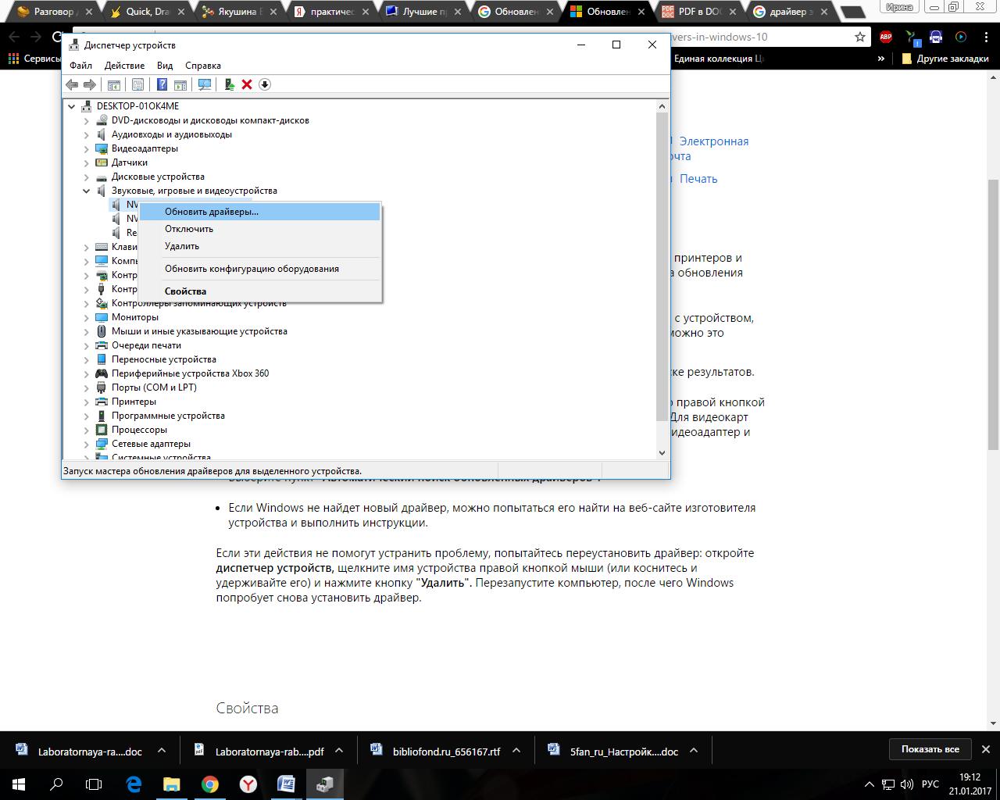 Разговор Д
Quick, Dra
Якушина Е
практичес
Лучшие пр
Обновлен
Обновлен
PDF в DOC
драйвер э
Ирина
vers-in-windows-10
ABP
Сервисы
Единая коллекция Ц
»
Другие закладки
Диспетчер устройств
Файл Действие Вид Справка
DESKTOP-01OK4ME
DVD-дисководы и дисководы компакт-дисков
Аудиовходы и аудиовыходы
Видеоадаптеры
Датчики
Дисковые устройства
Звуковые, игровые и видеоустройства
NV
NV
Re
Обновить драйверы...
Отключить
Удалить
Обновить конфигурацию оборудования
Свойства
Клави
Компь
Контр
Контр
Контроллеры запоминающих устройств
Мониторы
Мыши и иные указывающие устройства
Очереди печати
Переносные устройства
Периферийные устройства Xbox 360
Порты (COM и LPT)
Принтеры
Программные устройства
Процессоры
Сетевые адаптеры
Системные устройства
Запуск мастера обновления драйверов для выделенного устройства.
Электронная
очта
Печать
принтеров и
а обновления
с устройством,
можно это
ке результатов.
о правой кнопкой
Для видеокарт
идеоадаптер и
Выберите пункт "Автоматический поиск обновленных драйверов".
• Если Windows не найдет новый драйвер, можно попытаться его найти на веб-сайте изготовителя
устройства и выполнить инструкции.
Если эти действия не помогут устранить проблему, попытайтесь переустановить драйвер: откройте
диспетчер устройств, щелкните имя устройства правой кнопкой мыши (или коснитесь и
удерживайте его) и нажмите кнопку "Удалить". Перезапустите компьютер, после чего Windows
попробует снова установить драйвер.
Свойства
Laboratornaya-ra....doc
Laboratornaya-rab....pdf
bibliofond.ru_656167.rtf
5fan_ru_Настройк....doc
Показать все
РУС
19:12
21.01.2017